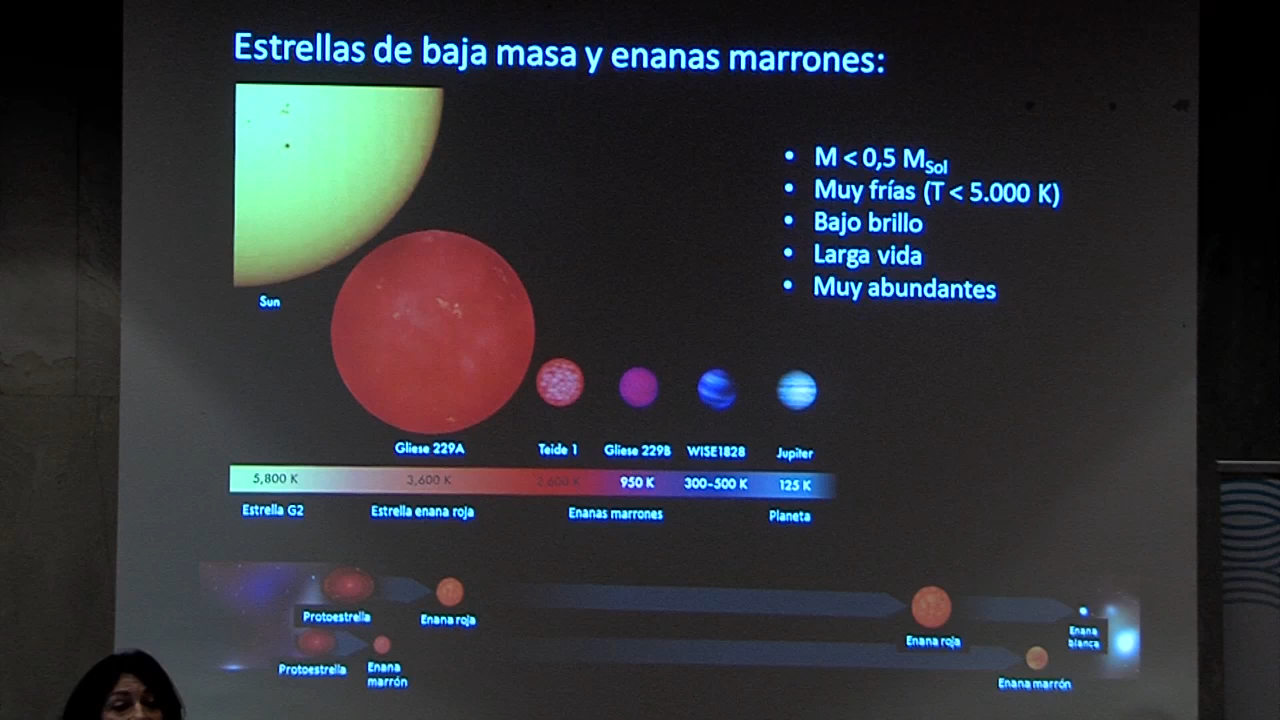 Estrellas de baja masa y enanas marrones:
• M < 0,5 MSol
• Muy frías (T < 5.000 K)
• Bajo brillo
• Larga vida
• Muy abundantes
Sun
Gliese 229A
Teide 1
Gliese 229B
WISE1828
Jupiter
5,800 K
3,600 K
2,600 K
950 K
300-500 K
125 K
Estrella G2
Estrella enana roja
Enanas marrones
Planeta
Protoestrella
Enana roja
Enana roja
Enana
blanca
Protoestrella
Enana
marrón
Enana marrón